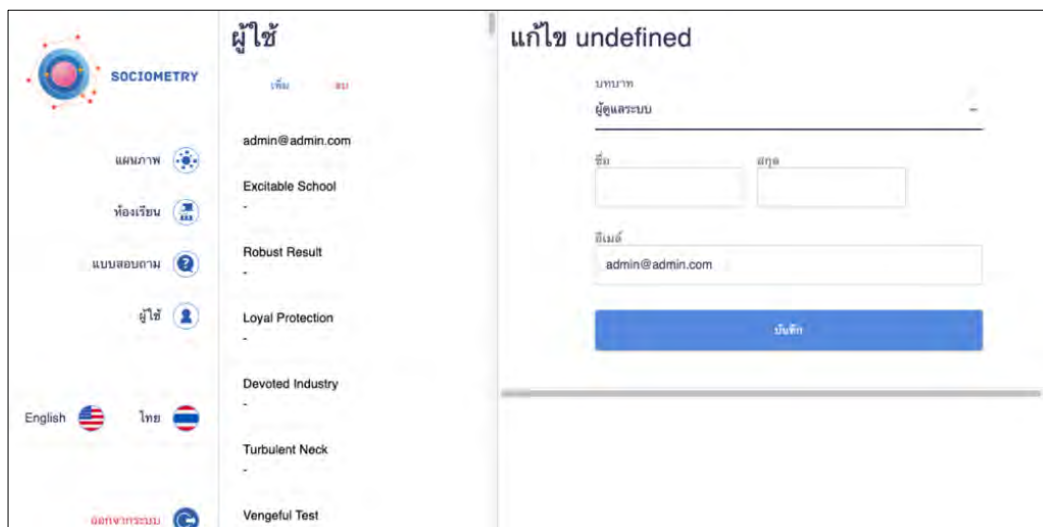 SOCIOMETRY
แผนภาพ
ห้องเรียน
แบบสอบถาม
ผู้ใช้
English ไทย
ออกจากระบบ
ผู้ใช้
เพิ่ม ลบ
admin@admin.com
Excitable School
-
Robust Result
-
Loyal Protection
-
Devoted Industry
-
Turbulent Neck
-
Vengeful Test
แก้ไข undefined
บทบาท
ผู้ดูแลระบบ
ชื่อ สกุล
อีเมล์
admin@admin.com
บันทึก